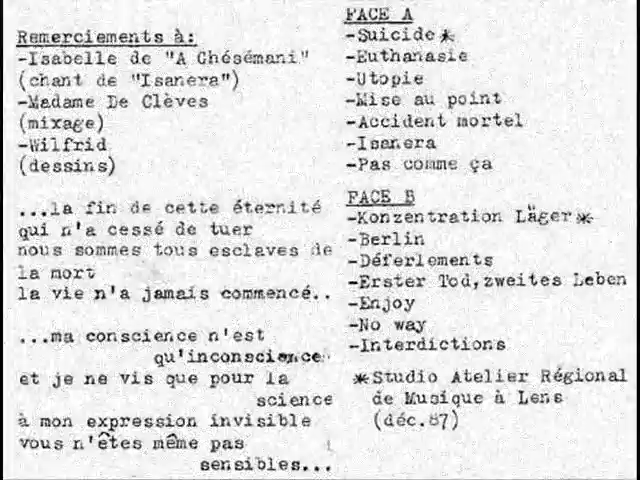 Remerciements à:
-Isabelle de "A Ghésémani"
(chant de "Isanera")
-Madame De Clèves
(mixage)
-Wilfrid
(dessins)
...la fin de cette éternité
qui n'a cessé de tuer
nous sommes tous esclaves de
la mort
la vie n'a jamais commencé..
...ma conscience n'est
qu'inconscience.
et je ne vis que pour la
science
à mon expression invisible
vous n'êtes même pas
sensibles...
FACE A
-Suicide*
-Euthanasie
-Utopie
-Mise au point
-Accident mortel
-Isanera
-Pas comme ça
FACE B
-Konzentration Läger*
-Berlin
-Déferlements
-Erster Tod,zweites Leben
-Enjoy
-No way
-Interdictions
*Studio Atelier Régional
de Musique à Lens
(déc.87)